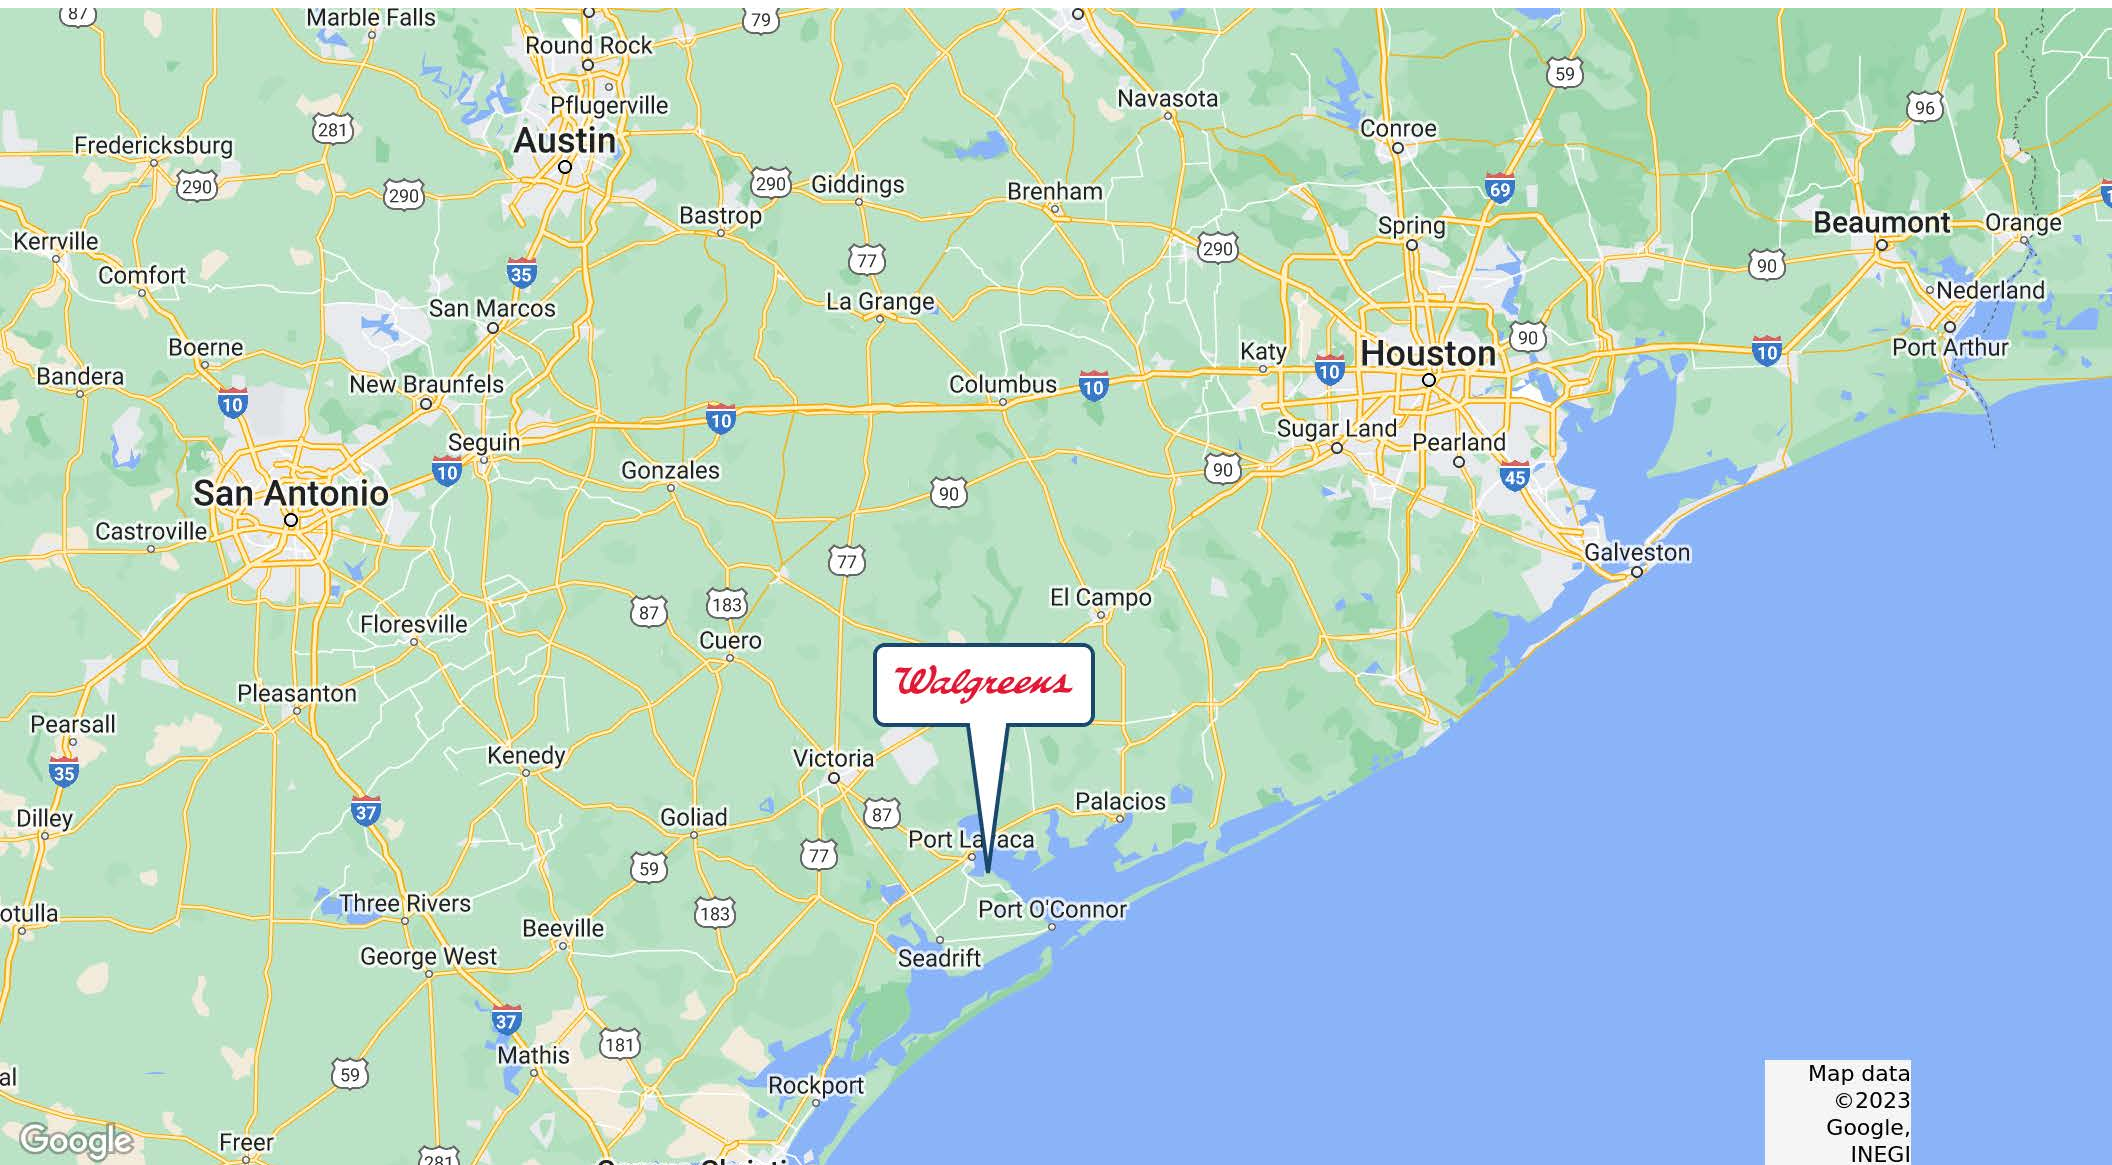 87
Marble Falls
79
Round Rock
59
Pflugerville
Navasota
96
281
Austin
Conroe
Fredericksburg
290
290
290
Giddings
Brenham
69
Bastrop
Spring
Beaumont
Orange
Kerrville
290
77
90
Comfort
35
San Marcos
La Grange
Nederland
90
Boerne
Katy
Houston
10
Port Arthur
Bandera
New Braunfels
Columbus
10
10
10
10
Seguin
Sugar Land
Pearland
10
Gonzales
90
45
San Antonio
90
Castroville
77
Galveston
87
183
El Campo
Floresville
Cuero
Walgreens
Pleasanton
Pearsall
Kenedy
Victoria
35
37
87
Palacios
Dilley
Goliad
Port La aca
59
77
otulla
Three Rivers
183
Port O'Connor
Beeville
George West
Seadrift
37
181
Mathis
59
Rockport
al
Map data
©2023
Google,
INEGI
Google
Freer
281